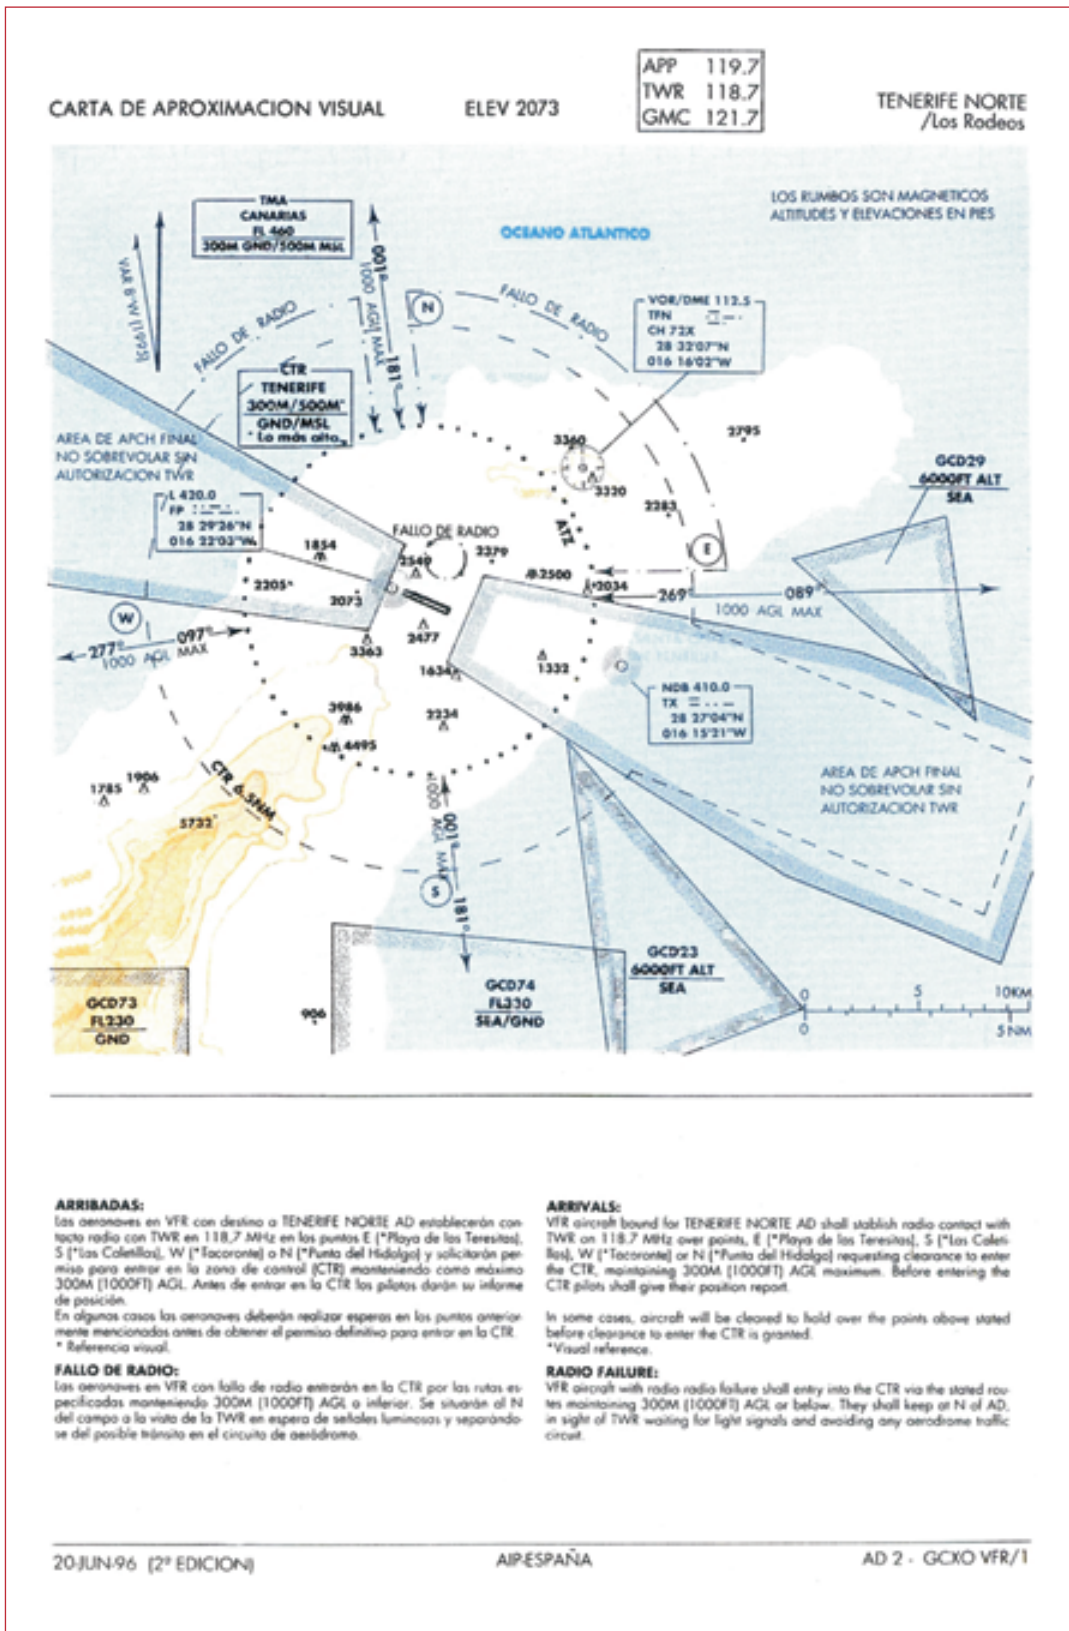 APP 119.7
TWR 118.7
GMC 121.7
CARTA DE APROXIMACION VISUAL
ELEV 2073
TENERIFE NORTE
/Los Rodeos
TMA
CANARIAS
FL 460
300M GND/500M MSL
LOS RUMBOS SON MAGNETICOS
ALTITUDES Y ELEVACIONES EN PIES
OCEANO ATLANTICO
VAR 8°W (1995)
001°
1000 AGL MAX
181°
N
FALLO DE RADIO
FALLO DE RADIO
VOR/DME 112.5
TFN
CH 72X
28 32'07"N
016 16'02"W
CTR
TENERIFE
300M/500M*
GND/MSL
* Lo más alto
AREA DE APCH FINAL
NO SOBREVOLAR SIN
AUTORIZACION TWR
3360
2795
3320
GCD29
6000FT ALT
SEA
L 420.0
FP
28 29'26"N
016 22'03"W
2283
ATZ
FALLO DE RADIO
1854
2549
2379
E
2205
2073
2500
2034
269°
089°
1000 AGL MAX
W
277°
097°
1000 AGL MAX
2477
3363
1634
1332
NDB 410.0
TX
28 27'04"N
016 15'21"W
3986
2234
4495
1785
1906
CTR 6.5NM
5732
AREA DE APCH FINAL
NO SOBREVOLAR SIN
AUTORIZACION TWR
1000 AGL MAX
001°
S
181°
GCD23
6000FT ALT
SEA
GCD74
FL330
SEA/GND
GCD73
FL230
GND
906
0 5 10KM
0 5 NM
ARRIBADAS:
Las aeronaves en VFR con destino a TENERIFE NORTE AD establecerán con-
tacto radio con TWR en 118,7 MHz en los puntos E (*Playa de las Teresitas),
S (*Las Caletillas), W (*Tacoronte) o N (*Punta del Hidalgo) y solicitarán per-
miso para entrar en la zona de control (CTR) manteniendo como máximo
300M (1000FT) AGL. Antes de entrar en la CTR los pilotos darán su informe
de posición.
En algunos casos las aeronaves deberán realizar esperas en los puntos anterior-
mente mencionados antes de obtener el permiso definitivo para entrar en la CTR.
* Referencia visual.
FALLO DE RADIO:
Las aeronaves en VFR con fallo de radio entrarán en la CTR por las rutas es-
pecificadas manteniendo 300M (1000FT) AGL o inferior. Se situarán al N
del campo a la vista de la TWR en espera de señales luminosas y separándo-
se del posible tránsito en el circuito de aeródromo.
ARRIVALS:
VFR aircraft bound for TENERIFE NORTE AD shall stablish radio contact with
TWR on 118.7 MHz over points, E (*Playa de las Teresitas), S (*Las Caleti-
llas), W (*Tacoronte) or N (*Punta del Hidalgo) requesting clearance to enter
the CTR, maintaining 300M (1000FT) AGL maximum. Before entering the
CTR pilots shall give their position report.
In some cases, aircraft will be cleared to hold over the points above stated
before clearance to enter the CTR is granted.
*Visual reference.
RADIO FAILURE:
VFR aircraft with radio radio failure shall entry into the CTR via the stated rou-
tes maintaining 300M (1000FT) AGL or below. They shall keep at N of AD,
in sight of TWR waiting for light signals and avoiding any aerodrome traffic
circuit.
20-JUN-96 (2ª EDICION)
AIP-ESPAÑA
AD 2 - GCXO VFR/1